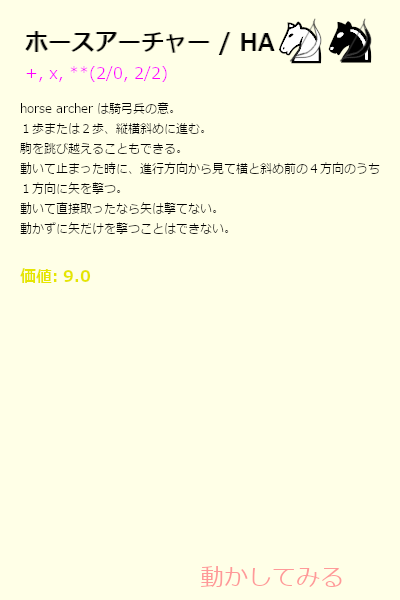 ホースアーチャー / HA
+, x, **(2/0, 2/2)
horse archer は騎弓兵の意。
１歩または２歩、縦横斜めに進む。
駒を跳び越えることもできる。
動いて止まった時に、進行方向から見て横と斜め前の４方向のうち
１方向に矢を撃つ。
動いて直接取ったなら矢は撃てない。
動かずに矢だけを撃つことはできない。
価値: 9.0
動かしてみる